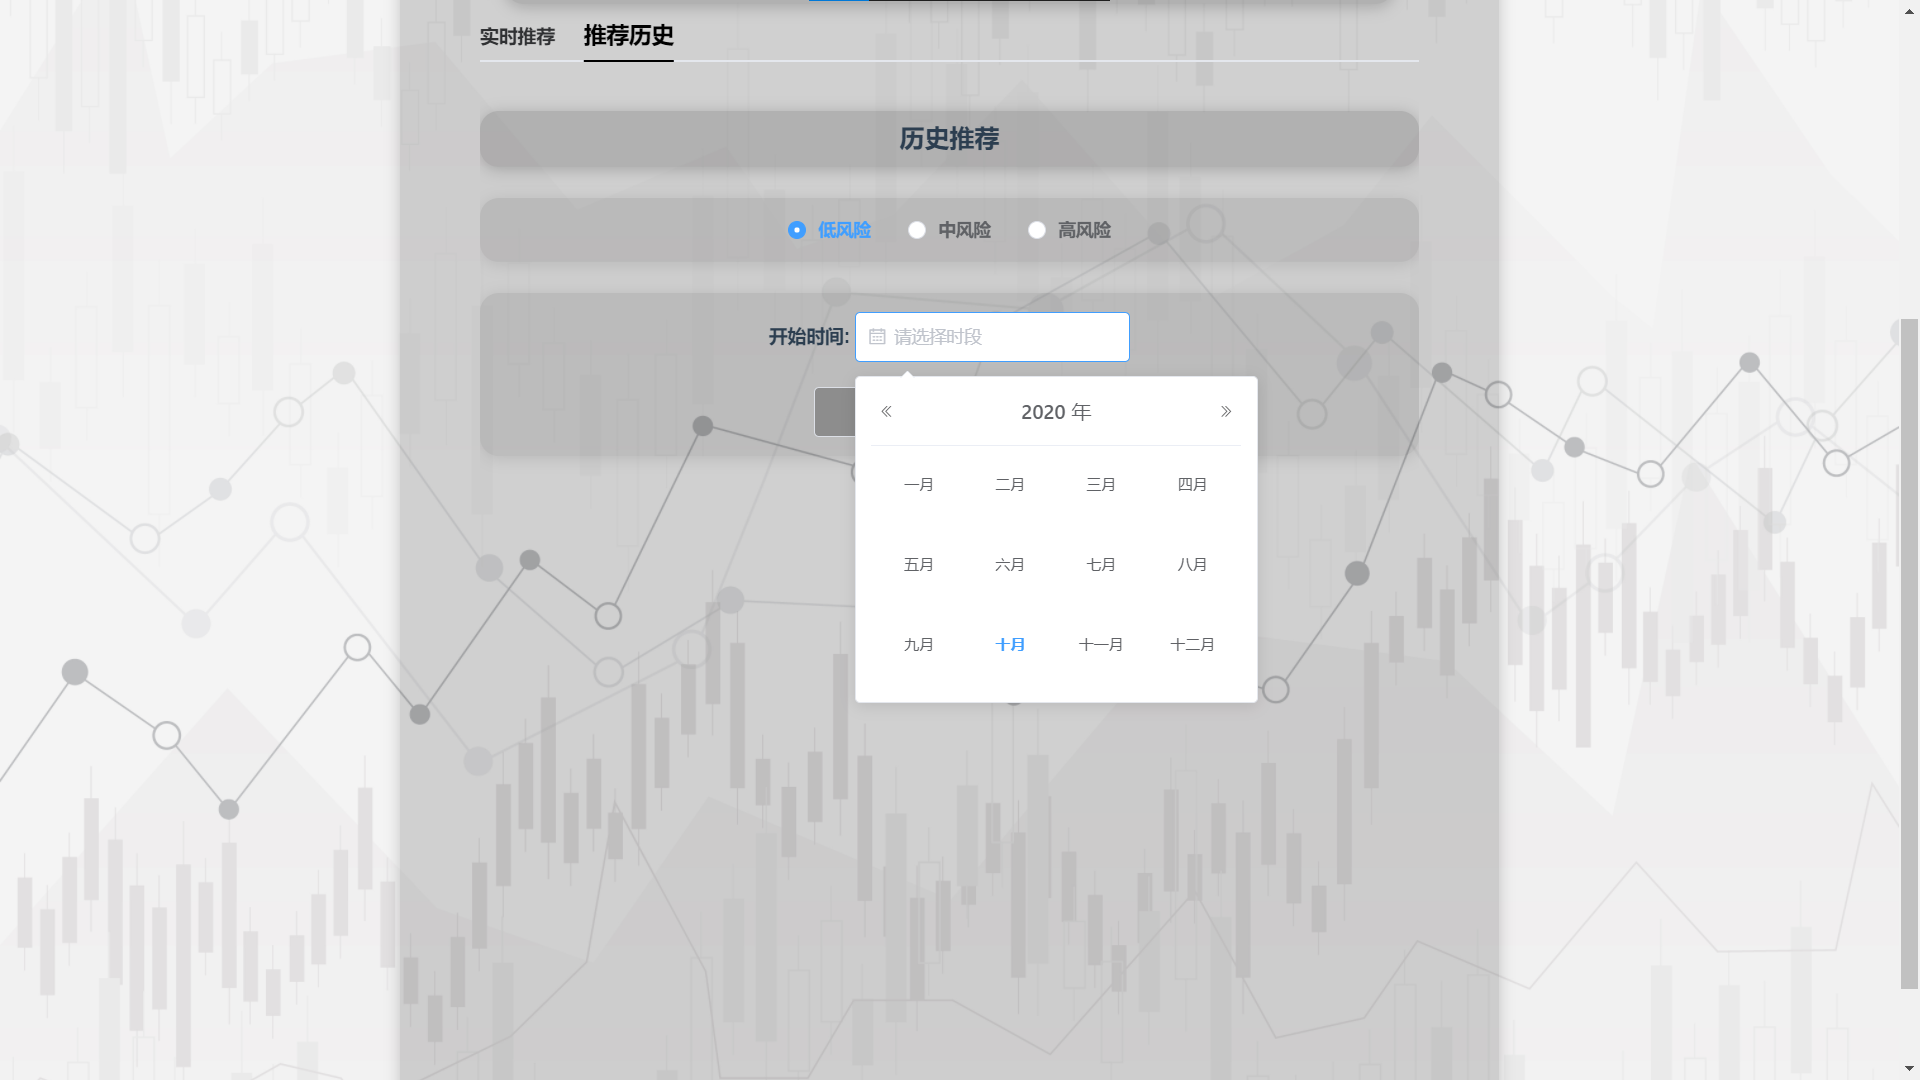 实时推荐 推荐历史
历史推荐
低风险 中风险 高风险
开始时间: 请选择时段
2020 年
一月 二月 三月 四月
五月 六月 七月 八月
九月 十月 十一月 十二月